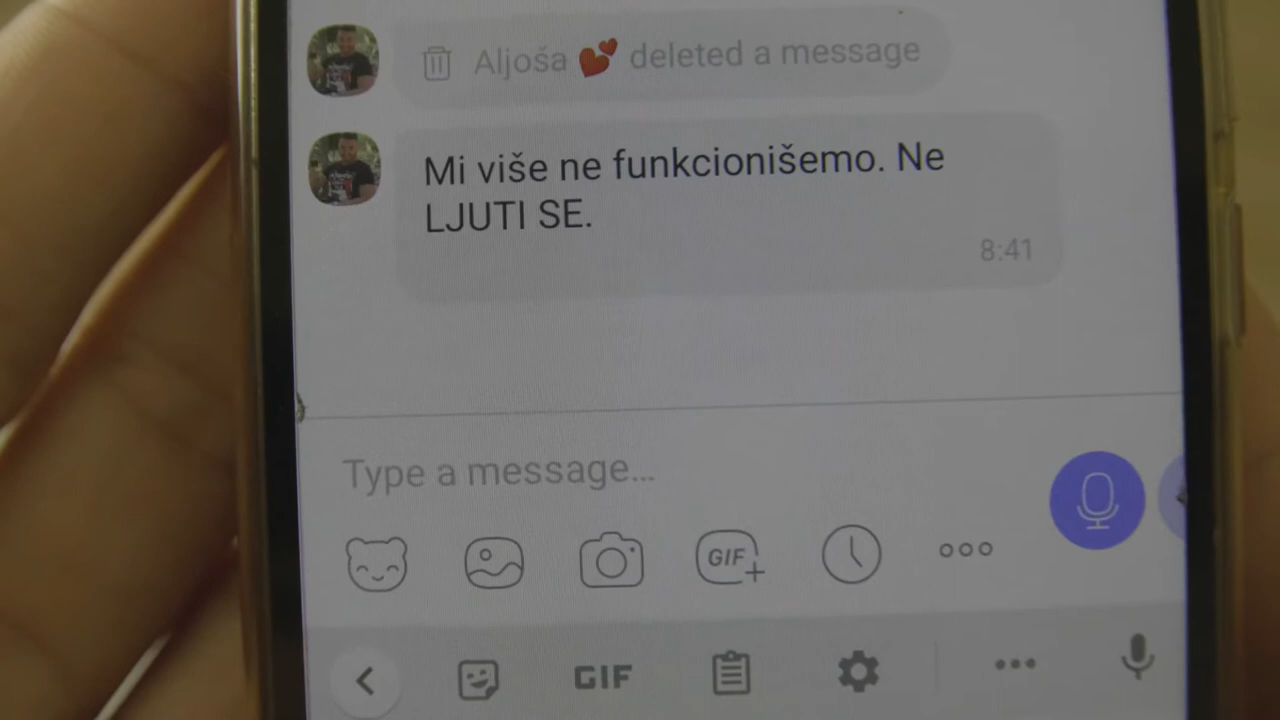 Aljoša 💕 deleted a message
Mi više ne funkcionišemo. Ne
LJUTI SE.
8:41
Type a message...
GIF
GIF